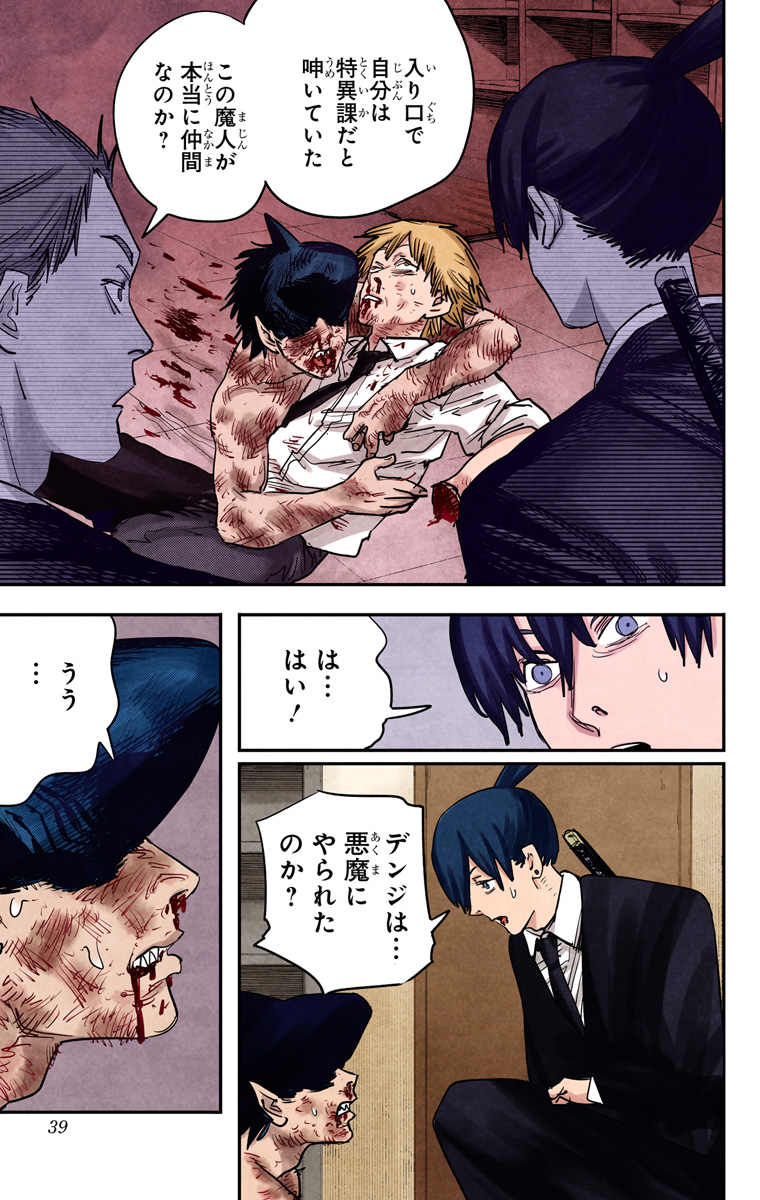 入り口で
自分は
特異課だと
呻いていた
この魔人が
本当に仲間
なのか？
は…
はい！
デンジは…
悪魔に
やられた
のか？
うう
…
39